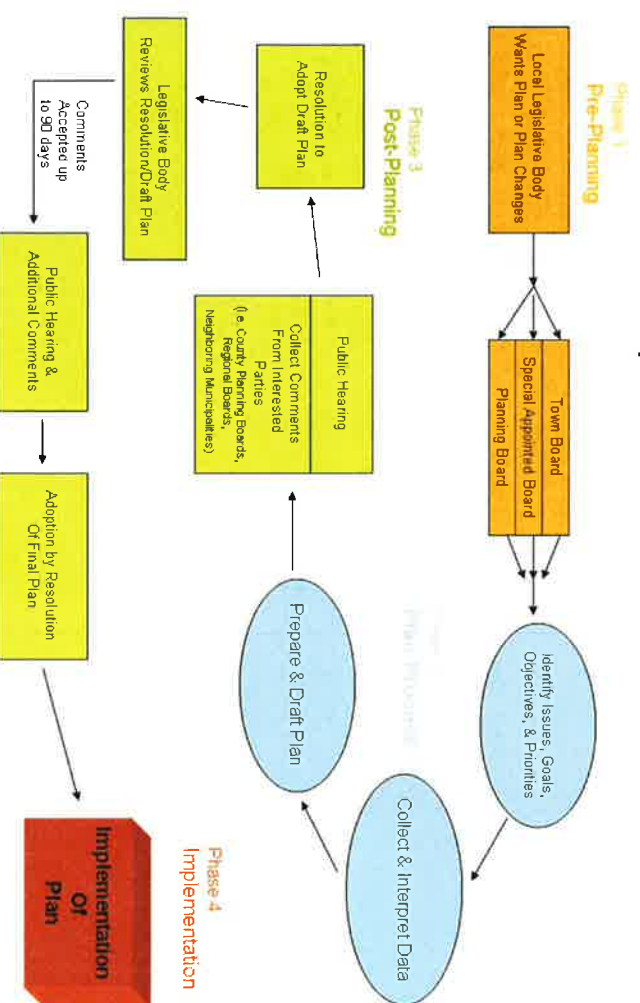 Phase 1
Pre-Planning
Local Legislative Body
Wants Plan or Plan Changes
Town Board
Special Appointed Board
Planning Board
Identify Issues, Goals,
Objectives, & Priorities
Collect & Interpret Data
Prepare & Draft Plan
Phase 3
Post-Planning
Public Hearing
Collect Comments
From Interested
Parties
(i.e. County Planning Boards,
Regional Boards,
Neighboring Municipalities)
Resolution to
Adopt Draft Plan
Legislative Body
Reviews Resolution/Draft Plan
Comments
Accepted up
to 90 days
Public Hearing &
Additional Comments
Adoption by Resolution
Of Final Plan
Phase 4
Implementation
Implementation
Of
Plan